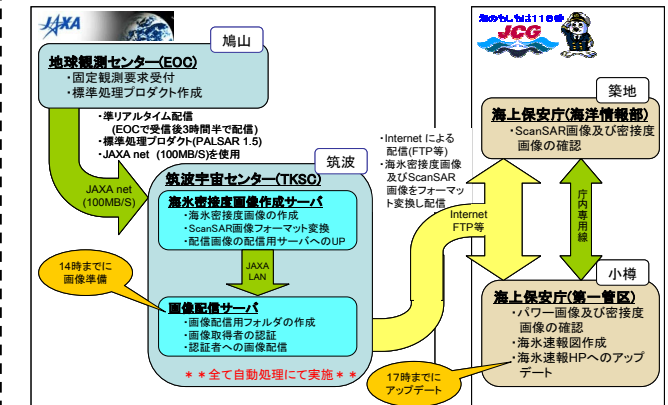 JAXA
鳩山
地球観測センター(EOC)
・固定観測要求受付
・標準処理プロダクト作成
・準リアルタイム配信
(EOCで受信後3時間半で配信)
・標準処理プロダクト(PALSAR 1.5)
・JAXA net (100MB/S)を使用
JAXA net
(100MB/S)
筑波
筑波宇宙センター(TKSC)
海氷密接度画像作成サーバ
・海氷密接度画像の作成
・ScanSAR画像フォーマット変換
・配信画像の配信用サーバへのUP
JAXA
LAN
14時までに
画像準備
画像配信サーバ
・画像配信用フォルダの作成
・画像取得者の認証
・認証者への画像配信
＊＊全て自動処理にて実施＊＊
・Internet による
配信(FTP等)
・海氷密接度画像
及びScanSAR
画像をフォーマッ
ト変換し配信
Internet
FTP等
海のもしもは118番
JCG
築地
海上保安庁(海洋情報部)
・ScanSAR画像及び密接度
画像の確認
庁内専用線
小樽
海上保安庁(第一管区)
・パワー画像及び密接度
画像の確認
・海氷速報図作成
・海氷速報HPへのアップ
デート
17時までに
アップデート